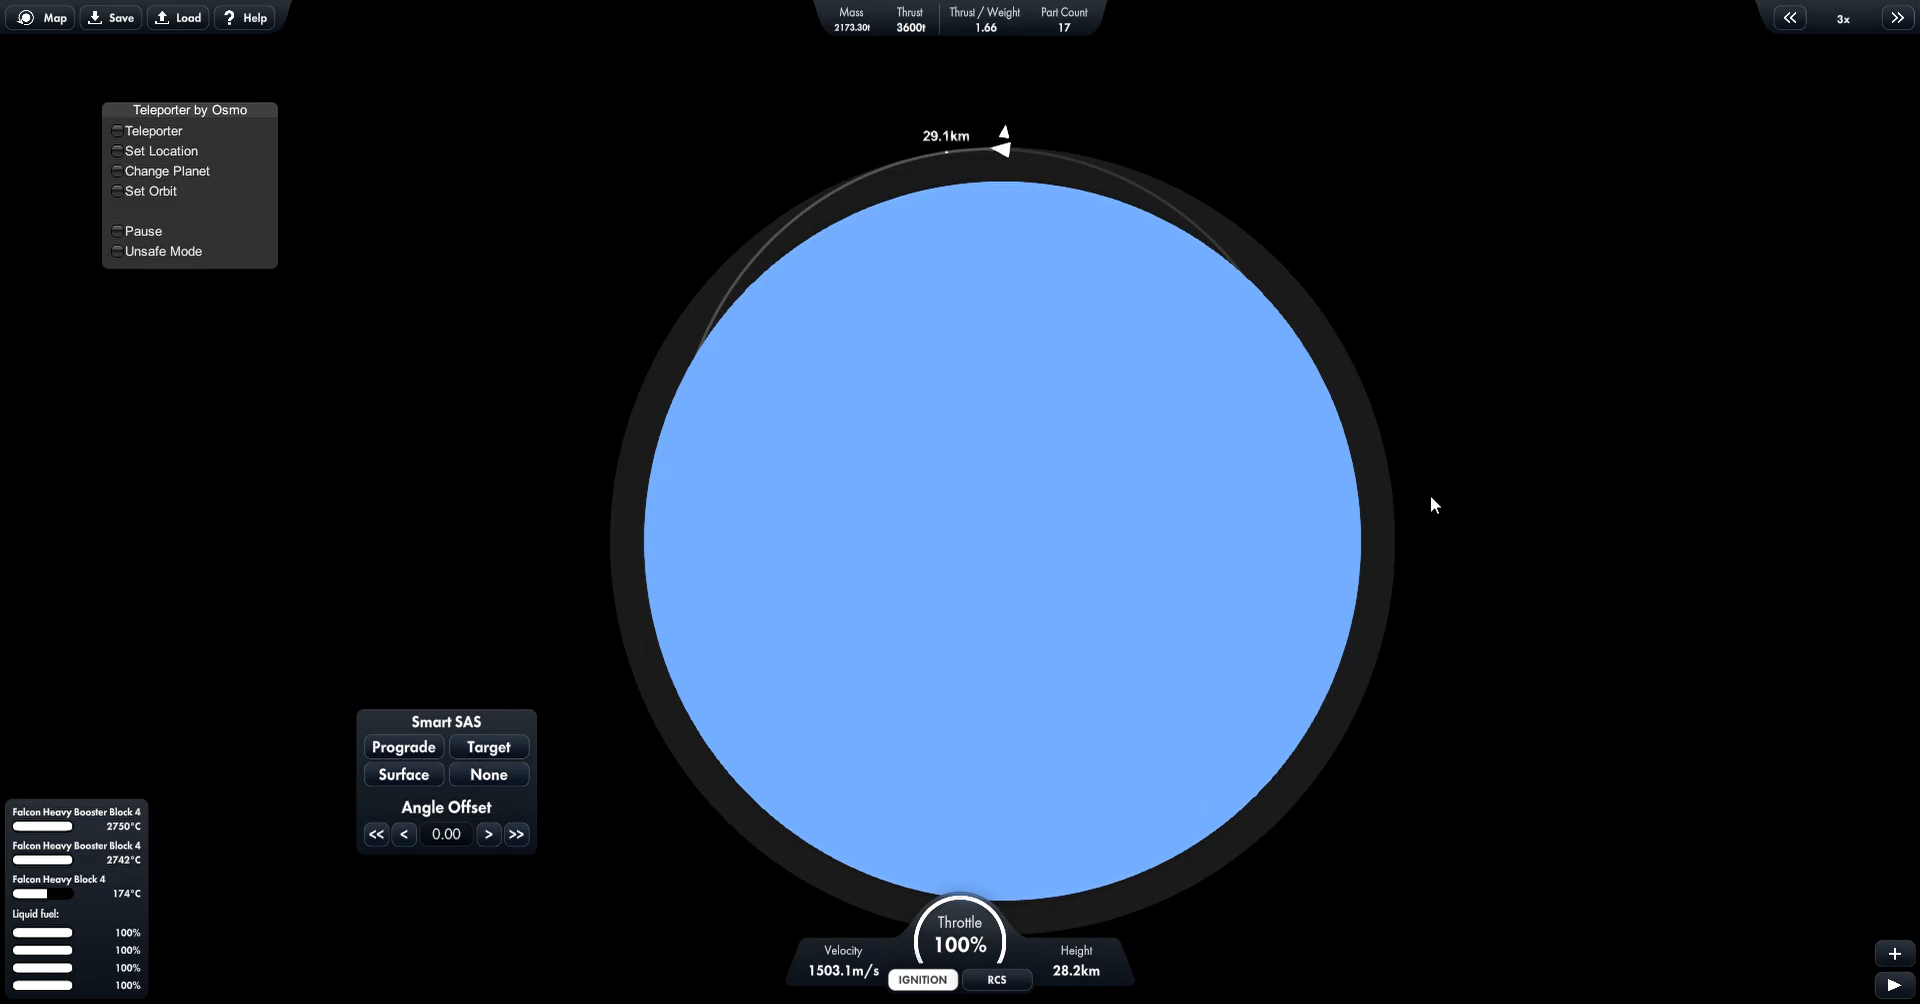 Map Save Load Help
Mass Thrust Thrust / Weight Part Count
2173.30t 3600t 1.66 17
3x
Teleporter by Osmo
Teleporter
Set Location
Change Planet
Set Orbit
Pause
Unsafe Mode
29.1km
Smart SAS
Prograde Target
Surface None
Angle Offset
<< < 0.00 > >>
Falcon Heavy Booster Block 4
2750°C
Falcon Heavy Booster Block 4
2742°C
Falcon Heavy Block 4
174°C
Liquid fuel:
100%
100%
100%
100%
Throttle
100%
Velocity
1503.1m/s
IGNITION RCS
Height
28.2km